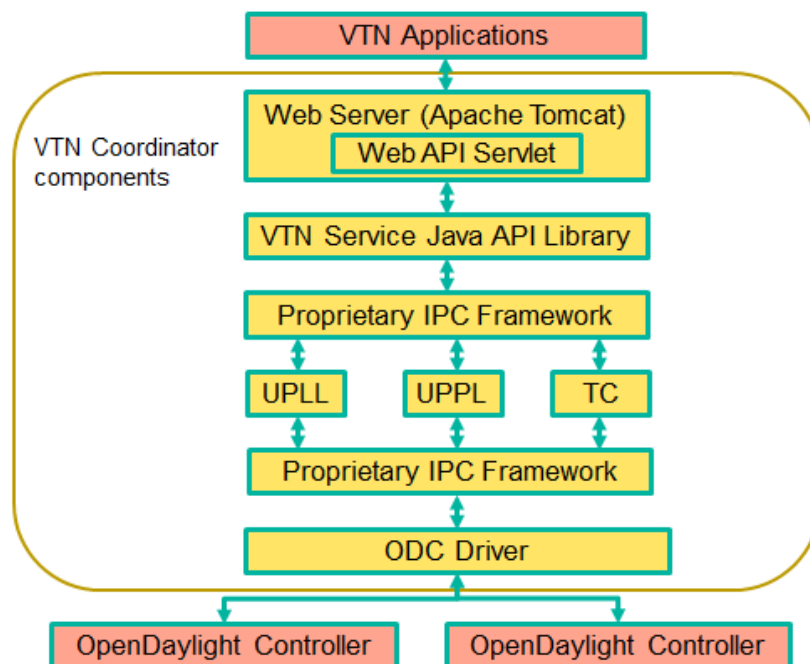 VTN Applications
Web Server (Apache Tomcat)
Web API Servlet
VTN Coordinator
components
VTN Service Java API Library
Proprietary IPC Framework
UPLL
UPPL
TC
Proprietary IPC Framework
ODC Driver
OpenDaylight Controller
OpenDaylight Controller